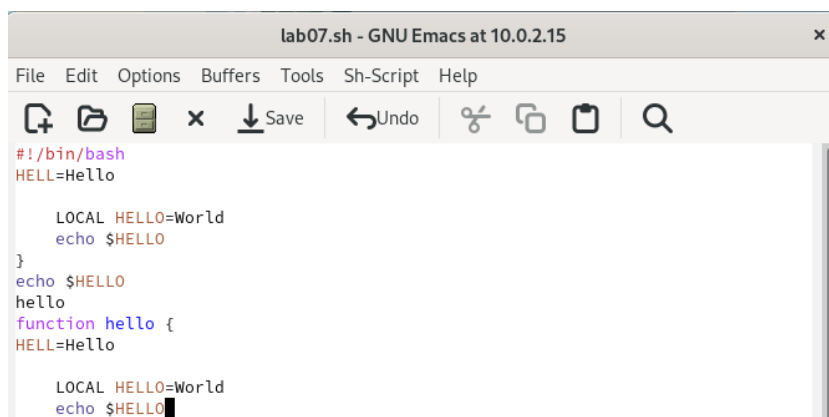 lab07.sh - GNU Emacs at 10.0.2.15
File Edit Options Buffers Tools Sh-Script Help
Save Undo
#!/bin/bash
HELL=Hello
LOCAL HELLO=World
echo $HELLO
}
echo $HELLO
hello
function hello {
HELL=Hello
LOCAL HELLO=World
echo $HELLO